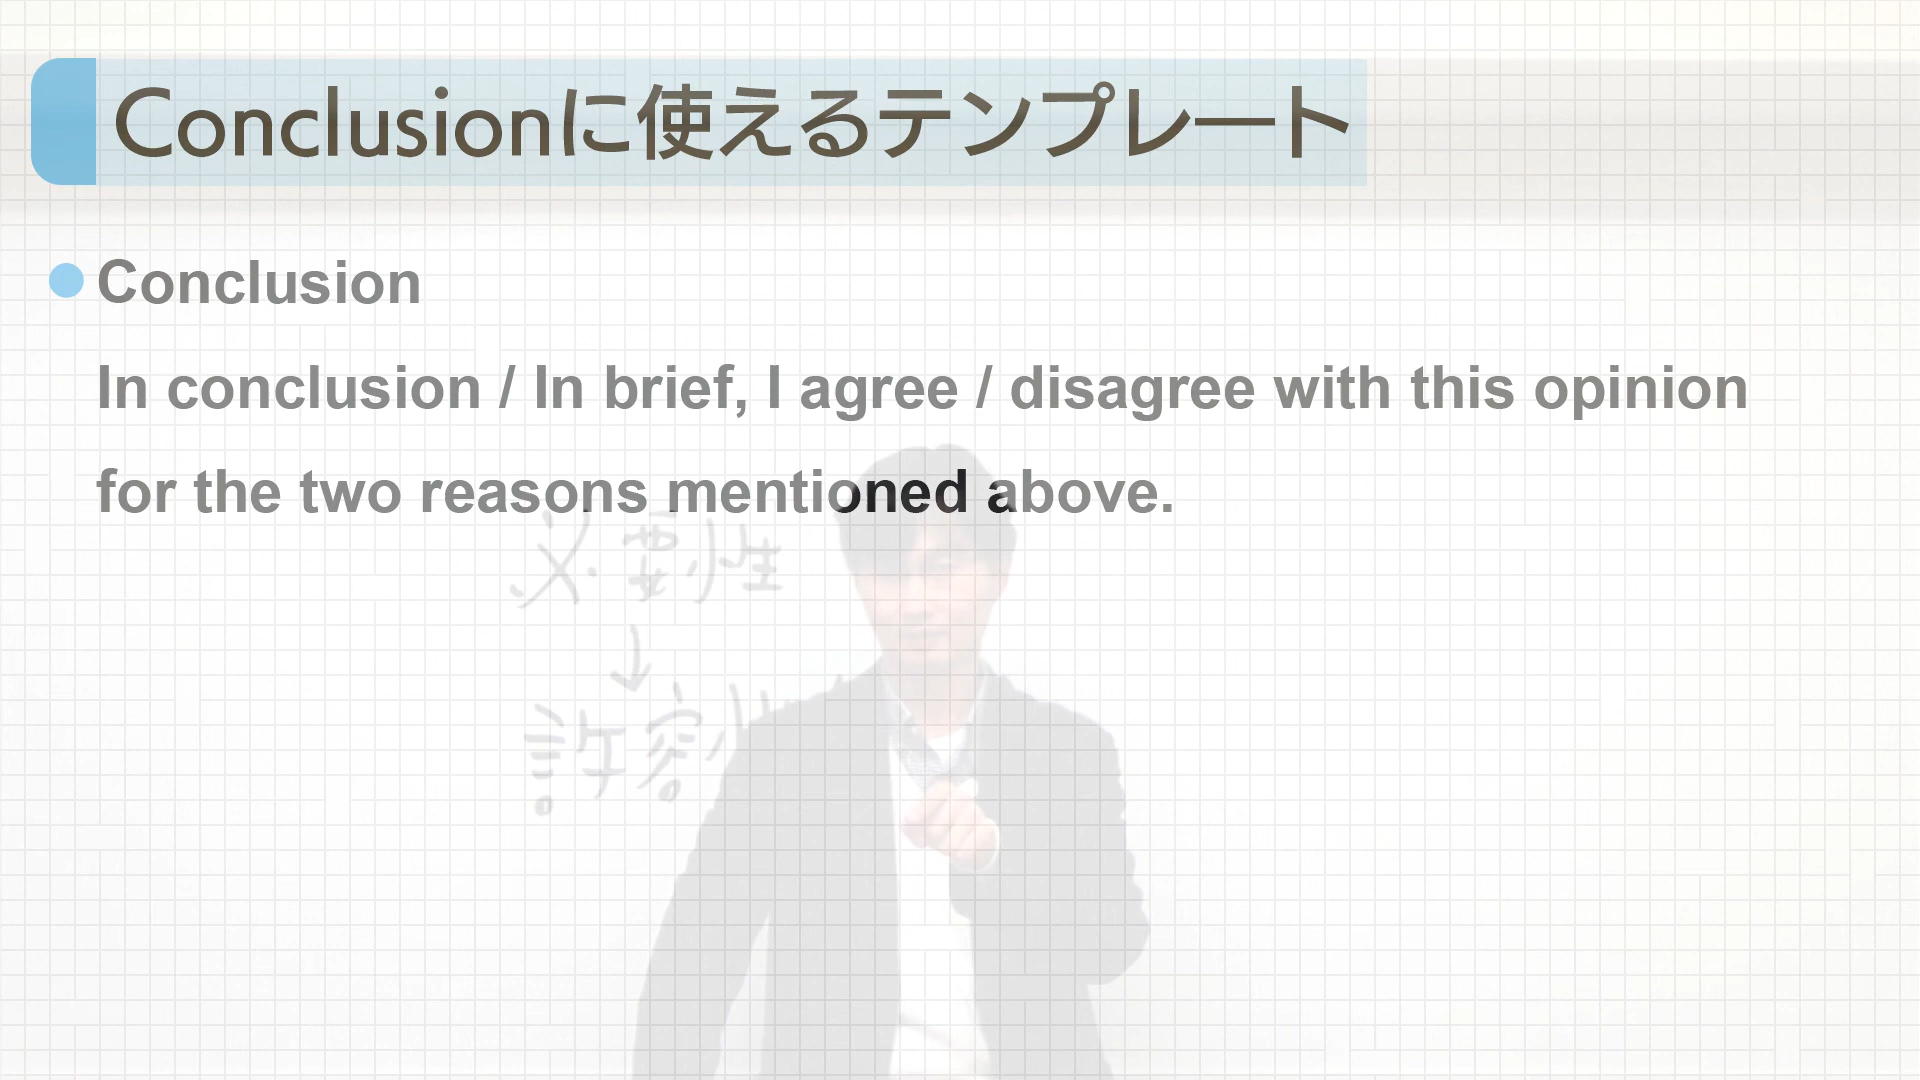 Conclusionに使えるテンプレート
Conclusion
In conclusion / In brief, I agree / disagree with this opinion
for the two reasons mentioned above.
必要性
↓
許容